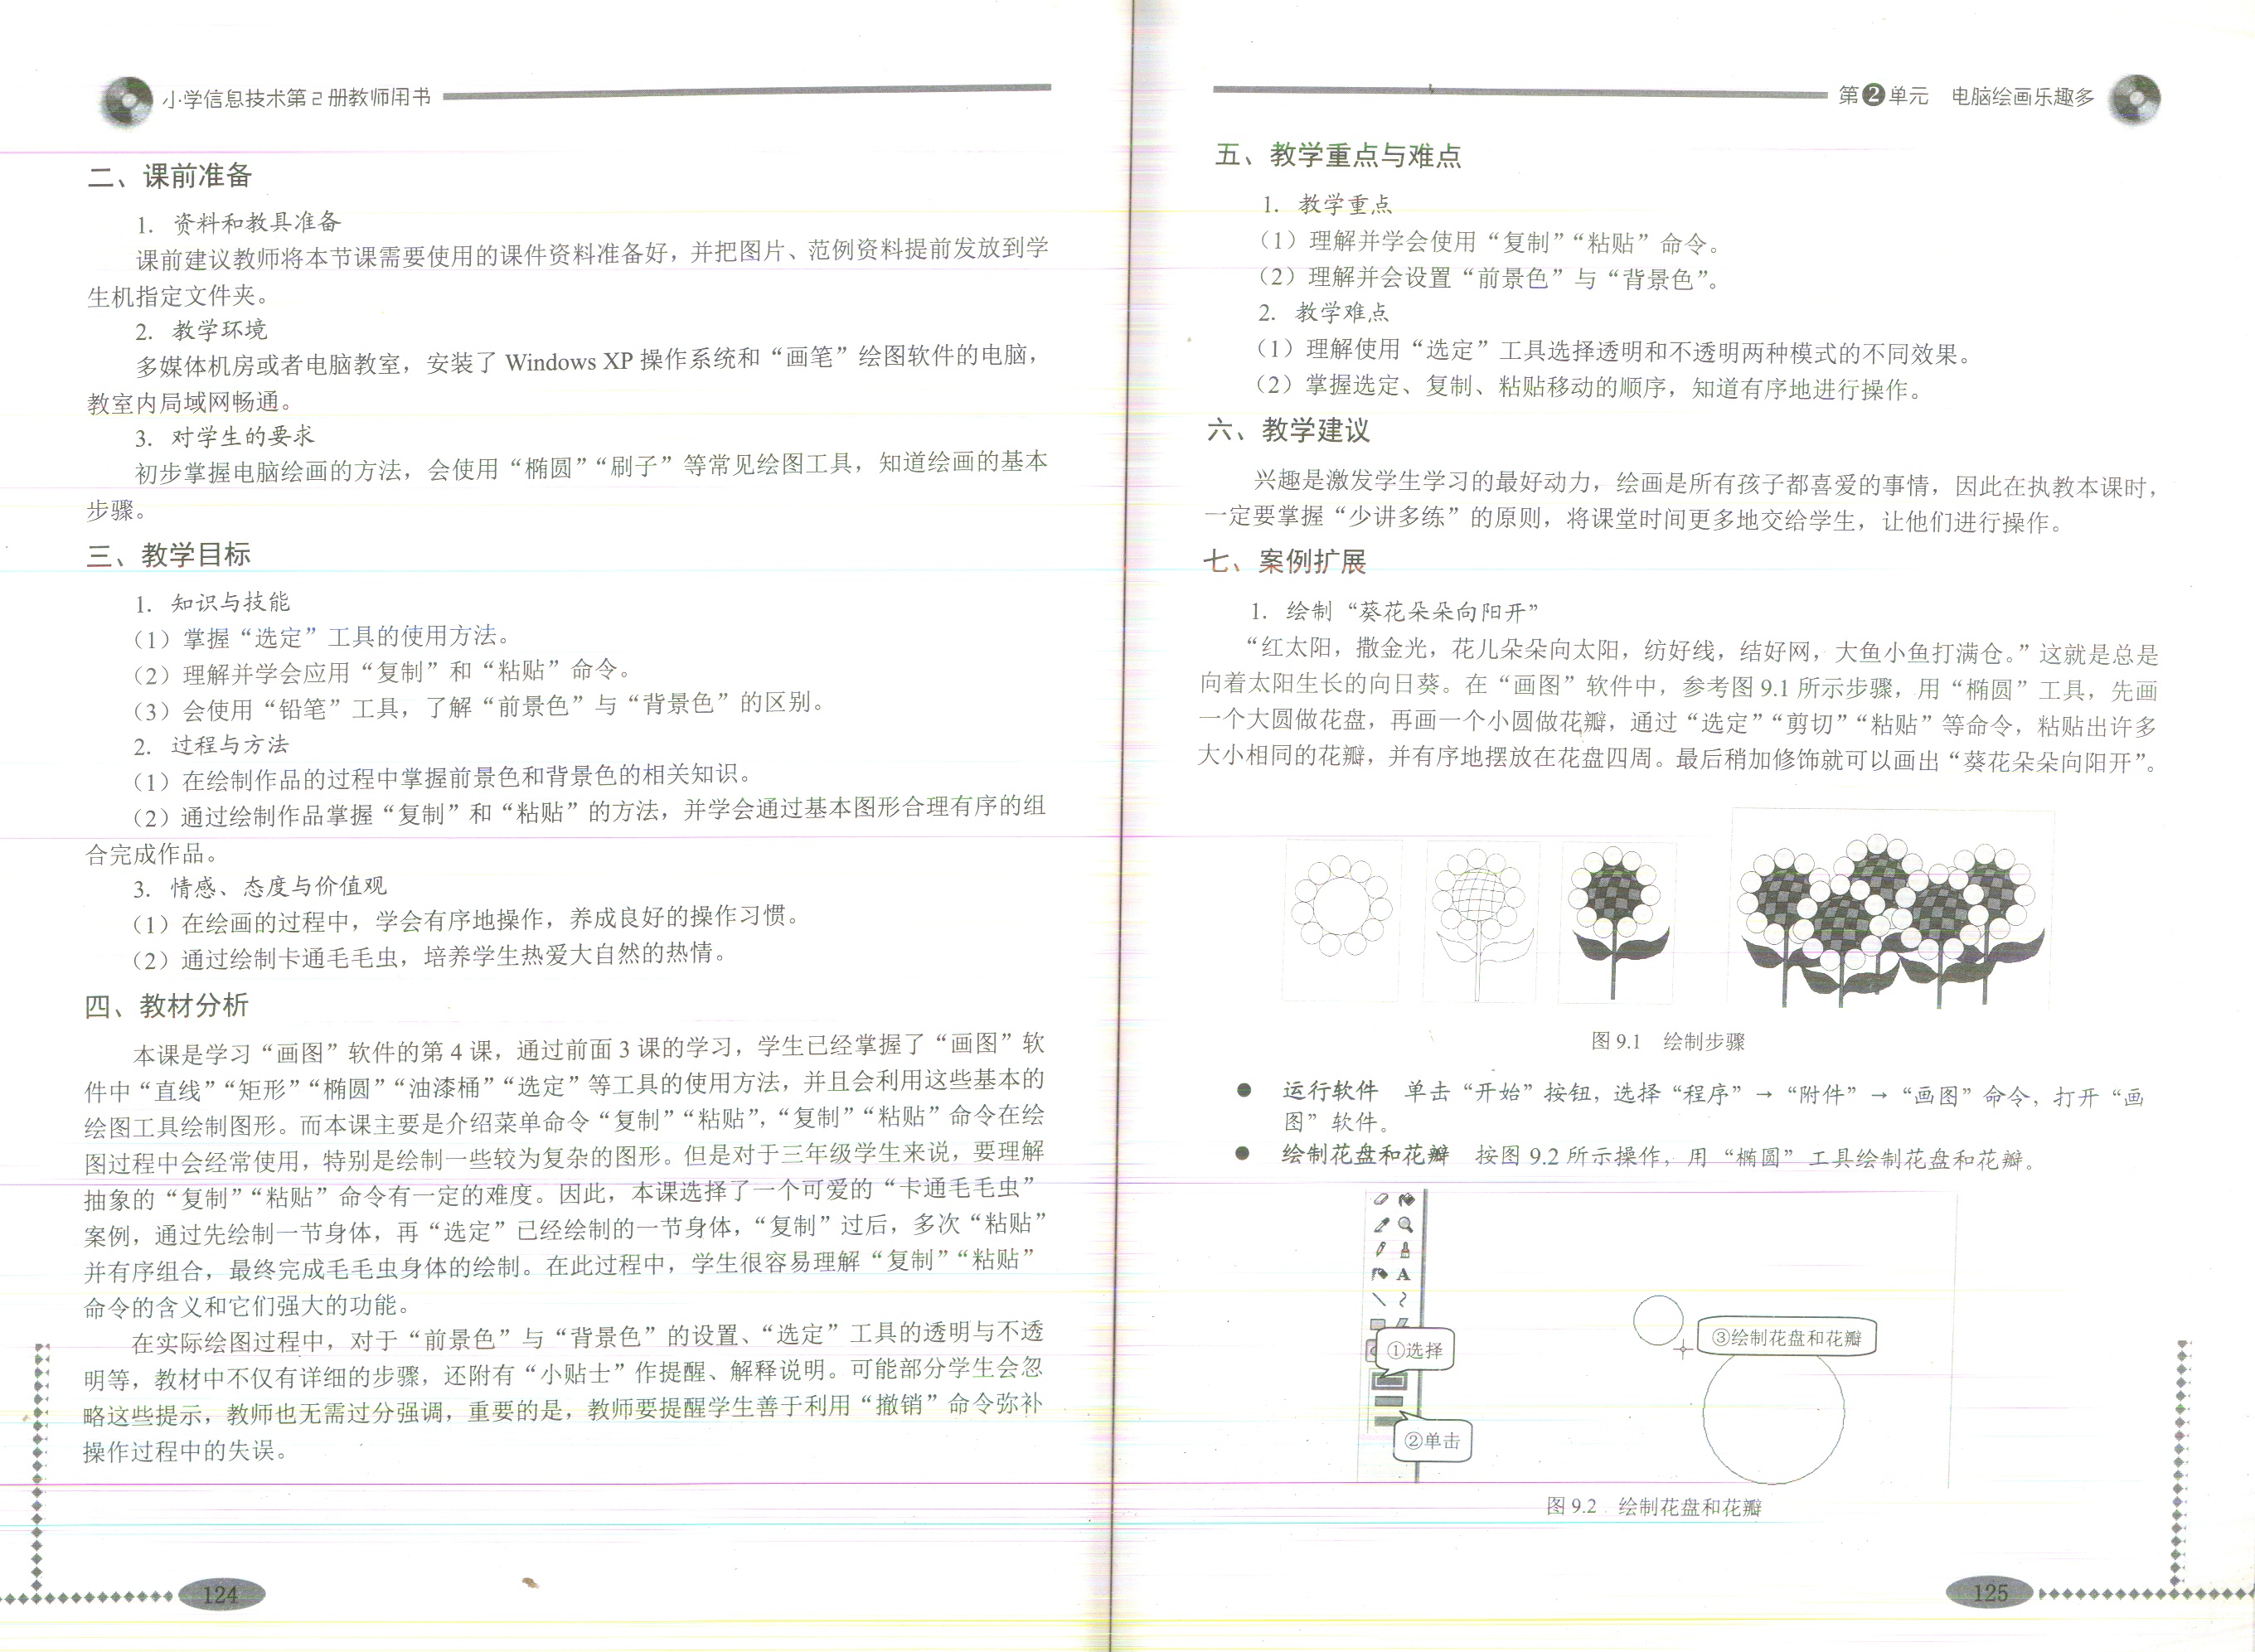 小学信息技术第2册教师用书
二、课前准备
1. 资料和教具准备
课前建议教师将本节课需要使用的课件资料准备好，并把图片、范例资料提前发放到学
生机指定文件夹。
2. 教学环境
多媒体机房或者电脑教室，安装了 Windows XP 操作系统和“画笔”绘图软件的电脑，
教室内局域网畅通。
3. 对学生的要求
初步掌握电脑绘画的方法，会使用“椭圆”“刷子”等常见绘图工具，知道绘画的基本
步骤。
三、教学目标
1. 知识与技能
（1）掌握“选定”工具的使用方法。
（2）理解并学会应用“复制”和“粘贴”命令。
（3）会使用“铅笔”工具，了解“前景色”与“背景色”的区别。
2. 过程与方法
（1）在绘制作品的过程中掌握前景色和背景色的相关知识。
（2）通过绘制作品掌握“复制”和“粘贴”的方法，并学会通过基本图形合理有序的组
合完成作品。
3. 情感、态度与价值观
（1）在绘画的过程中，学会有序地操作，养成良好的操作习惯。
（2）通过绘制卡通毛毛虫，培养学生热爱大自然的热情。
四、教材分析
本课是学习“画图”软件的第 4 课，通过前面 3 课的学习，学生已经掌握了“画图”软
件中“直线”“矩形”“椭圆”“油漆桶”“选定”等工具的使用方法，并且会利用这些基本的
绘图工具绘制图形。而本课主要是介绍菜单命令“复制”“粘贴”，“复制”“粘贴”命令在绘
图过程中会经常使用，特别是绘制一些较为复杂的图形。但是对于三年级学生来说，要理解
抽象的“复制”“粘贴”命令有一定的难度。因此，本课选择了一个可爱的“卡通毛毛虫”
案例，通过先绘制一节身体，再“选定”已经绘制的一节身体，“复制”过后，多次“粘贴”
并有序组合，最终完成毛毛虫身体的绘制。在此过程中，学生很容易理解“复制”“粘贴”
命令的含义和它们强大的功能。
在实际绘图过程中，对于“前景色”与“背景色”的设置、“选定”工具的透明与不透
明等，教材中不仅有详细的步骤，还附有“小贴士”作提醒、解释说明。可能部分学生会忽
略这些提示，教师也无需过分强调，重要的是，教师要提醒学生善于利用“撤销”命令弥补
操作过程中的失误。
124
第2单元 电脑绘画乐趣多
五、教学重点与难点
1. 教学重点
（1）理解并学会使用“复制”“粘贴”命令。
（2）理解并会设置“前景色”与“背景色”。
2. 教学难点
（1）理解使用“选定”工具选择透明和不透明两种模式的不同效果。
（2）掌握选定、复制、粘贴移动的顺序，知道有序地进行操作。
六、教学建议
兴趣是激发学生学习的最好动力，绘画是所有孩子都喜爱的事情，因此在执教本课时，
一定要掌握“少讲多练”的原则，将课堂时间更多地交给学生，让他们进行操作。
七、案例扩展
1. 绘制“葵花朵朵向阳开”
“红太阳，撒金光，花儿朵朵向太阳，纺好线，结好网，大鱼小鱼打满仓。”这就是总是
向着太阳生长的向日葵。在“画图”软件中，参考图 9.1 所示步骤，用“椭圆”工具，先画
一个大圆做花盘，再画一个小圆做花瓣，通过“选定”“剪切”“粘贴”等命令，粘贴出许多
大小相同的花瓣，并有序地摆放在花盘四周。最后稍加修饰就可以画出“葵花朵朵向阳开”。
图 9.1 绘制步骤
● 运行软件 单击“开始”按钮，选择“程序”→“附件”→“画图”命令，打开“画
图”软件。
● 绘制花盘和花瓣 按图 9.2 所示操作，用“椭圆”工具绘制花盘和花瓣。
A
①选择
③绘制花盘和花瓣
②单击
图 9.2 绘制花盘和花瓣
125